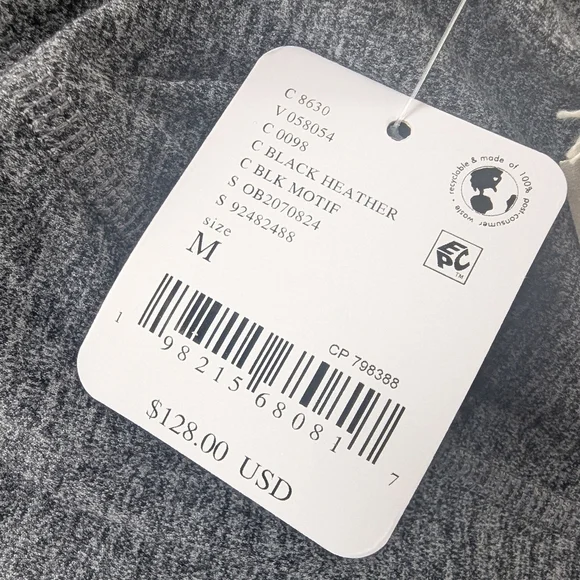 C 8630
V 058054
C 0098
C BLACK HEATHER
C BLK MOTIF
S OB2070824
S 92482488
size
M
recyclable & made of 100% post-consumer waste •
EPC
TM
CP 798388
1 98215 68081 7
$128.00 USD